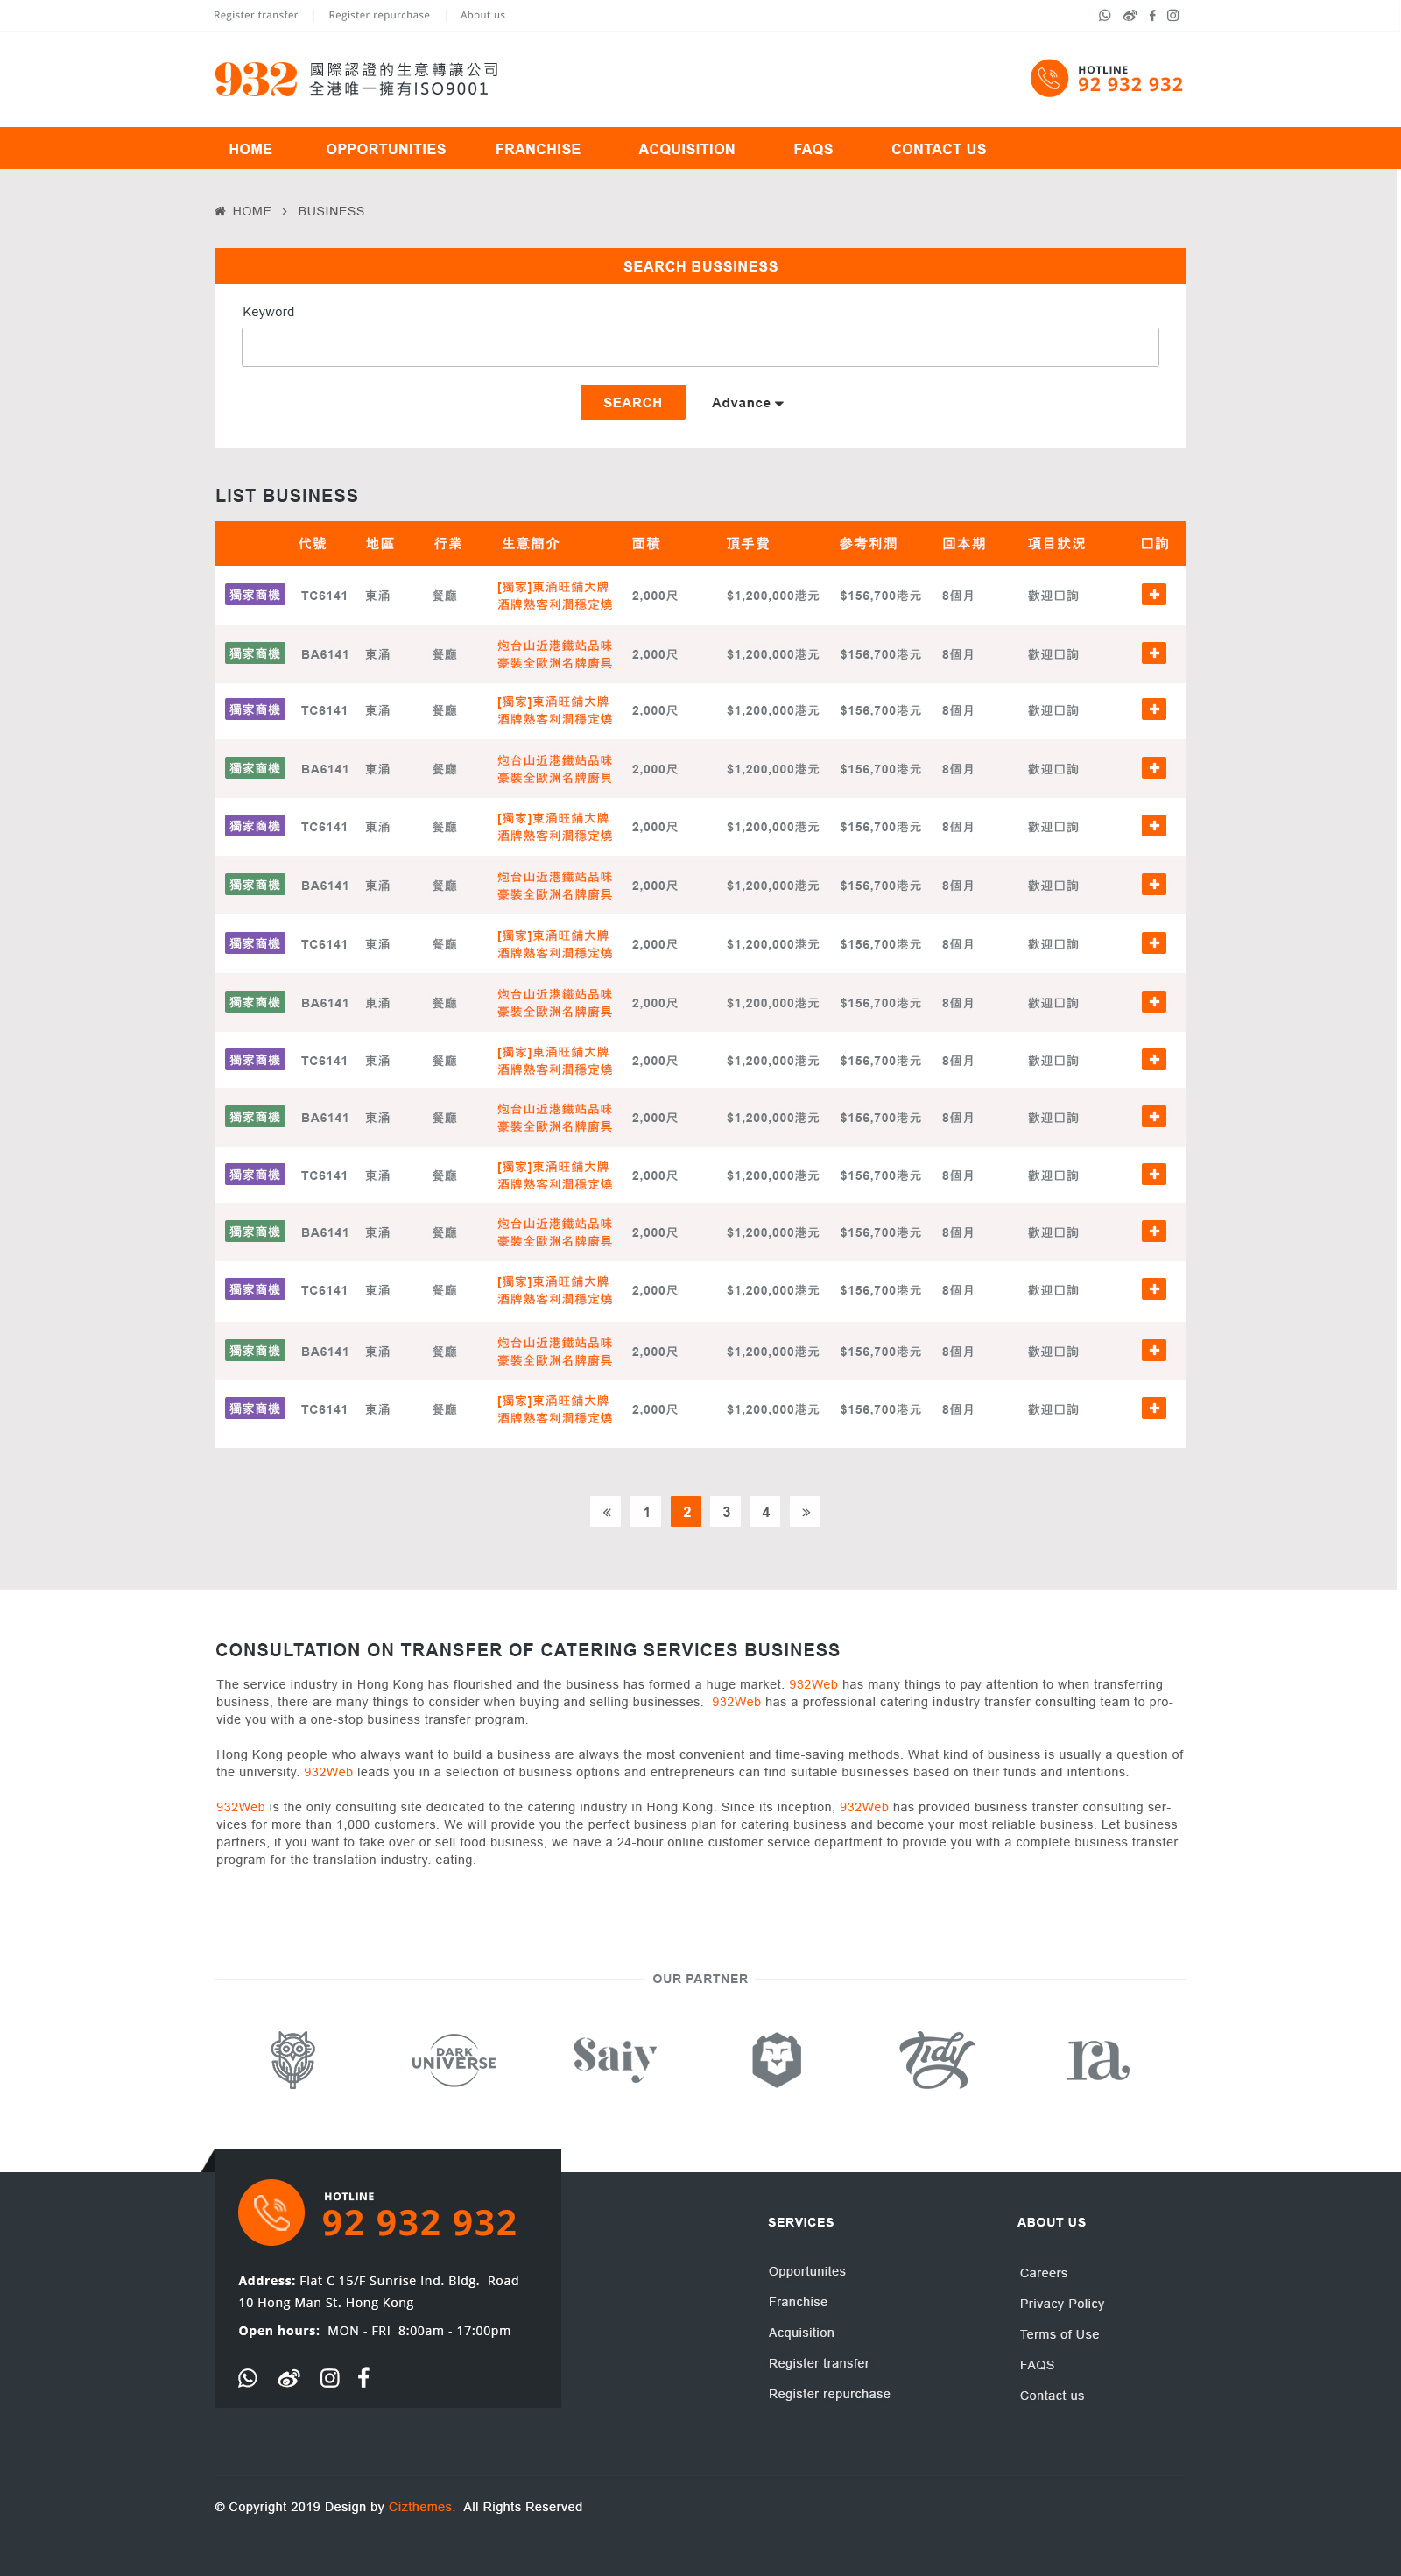 Register transfer
Register repurchase
About us
932
國際認證的生意轉讓公司
全港唯一擁有ISO9001
HOTLINE
92 932 932
HOME
OPPORTUNITIES
FRANCHISE
ACQUISITION
FAQS
CONTACT US
HOME > BUSINESS
SEARCH BUSSINESS
Keyword
SEARCH
Advance
LIST BUSINESS
代號 地區 行業 生意簡介 面積 頂手費 參考利潤 回本期 項目狀況 口詢
獨家商機 TC6141 東涌 餐廳 [獨家]東涌旺鋪大牌 2,000尺 $1,200,000港元 $156,700港元 8個月 歡迎口詢
酒牌熟客利潤穩定燒
獨家商機 BA6141 東涌 餐廳 炮台山近港鐵站品味 2,000尺 $1,200,000港元 $156,700港元 8個月 歡迎口詢
豪裝全歐洲名牌廚具
獨家商機 TC6141 東涌 餐廳 [獨家]東涌旺鋪大牌 2,000尺 $1,200,000港元 $156,700港元 8個月 歡迎口詢
酒牌熟客利潤穩定燒
獨家商機 BA6141 東涌 餐廳 炮台山近港鐵站品味 2,000尺 $1,200,000港元 $156,700港元 8個月 歡迎口詢
豪裝全歐洲名牌廚具
獨家商機 TC6141 東涌 餐廳 [獨家]東涌旺鋪大牌 2,000尺 $1,200,000港元 $156,700港元 8個月 歡迎口詢
酒牌熟客利潤穩定燒
獨家商機 BA6141 東涌 餐廳 炮台山近港鐵站品味 2,000尺 $1,200,000港元 $156,700港元 8個月 歡迎口詢
豪裝全歐洲名牌廚具
獨家商機 TC6141 東涌 餐廳 [獨家]東涌旺鋪大牌 2,000尺 $1,200,000港元 $156,700港元 8個月 歡迎口詢
酒牌熟客利潤穩定燒
獨家商機 BA6141 東涌 餐廳 炮台山近港鐵站品味 2,000尺 $1,200,000港元 $156,700港元 8個月 歡迎口詢
豪裝全歐洲名牌廚具
獨家商機 TC6141 東涌 餐廳 [獨家]東涌旺鋪大牌 2,000尺 $1,200,000港元 $156,700港元 8個月 歡迎口詢
酒牌熟客利潤穩定燒
獨家商機 BA6141 東涌 餐廳 炮台山近港鐵站品味 2,000尺 $1,200,000港元 $156,700港元 8個月 歡迎口詢
豪裝全歐洲名牌廚具
獨家商機 TC6141 東涌 餐廳 [獨家]東涌旺鋪大牌 2,000尺 $1,200,000港元 $156,700港元 8個月 歡迎口詢
酒牌熟客利潤穩定燒
獨家商機 BA6141 東涌 餐廳 炮台山近港鐵站品味 2,000尺 $1,200,000港元 $156,700港元 8個月 歡迎口詢
豪裝全歐洲名牌廚具
獨家商機 TC6141 東涌 餐廳 [獨家]東涌旺鋪大牌 2,000尺 $1,200,000港元 $156,700港元 8個月 歡迎口詢
酒牌熟客利潤穩定燒
獨家商機 BA6141 東涌 餐廳 炮台山近港鐵站品味 2,000尺 $1,200,000港元 $156,700港元 8個月 歡迎口詢
豪裝全歐洲名牌廚具
獨家商機 TC6141 東涌 餐廳 [獨家]東涌旺鋪大牌 2,000尺 $1,200,000港元 $156,700港元 8個月 歡迎口詢
酒牌熟客利潤穩定燒
« 1 2 3 4 »
CONSULTATION ON TRANSFER OF CATERING SERVICES BUSINESS
The service industry in Hong Kong has flourished and the business has formed a huge market. 932Web has many things to pay attention to when transferring
business, there are many things to consider when buying and selling businesses. 932Web has a professional catering industry transfer consulting team to pro-
vide you with a one-stop business transfer program.
Hong Kong people who always want to build a business are always the most convenient and time-saving methods. What kind of business is usually a question of
the university. 932Web leads you in a selection of business options and entrepreneurs can find suitable businesses based on their funds and intentions.
932Web is the only consulting site dedicated to the catering industry in Hong Kong. Since its inception, 932Web has provided business transfer consulting ser-
vices for more than 1,000 customers. We will provide you the perfect business plan for catering business and become your most reliable business. Let business
partners, if you want to take over or sell food business, we have a 24-hour online customer service department to provide you with a complete business transfer
program for the translation industry. eating.
OUR PARTNER
DARK
UNIVERSE
Saiy
Tidy
ra
HOTLINE
92 932 932
Address: Flat C 15/F Sunrise Ind. Bldg. Road
10 Hong Man St. Hong Kong
Open hours: MON - FRI 8:00am - 17:00pm
SERVICES
Opportunites
Franchise
Acquisition
Register transfer
Register repurchase
ABOUT US
Careers
Privacy Policy
Terms of Use
FAQS
Contact us
© Copyright 2019 Design by Cizthemes. All Rights Reserved